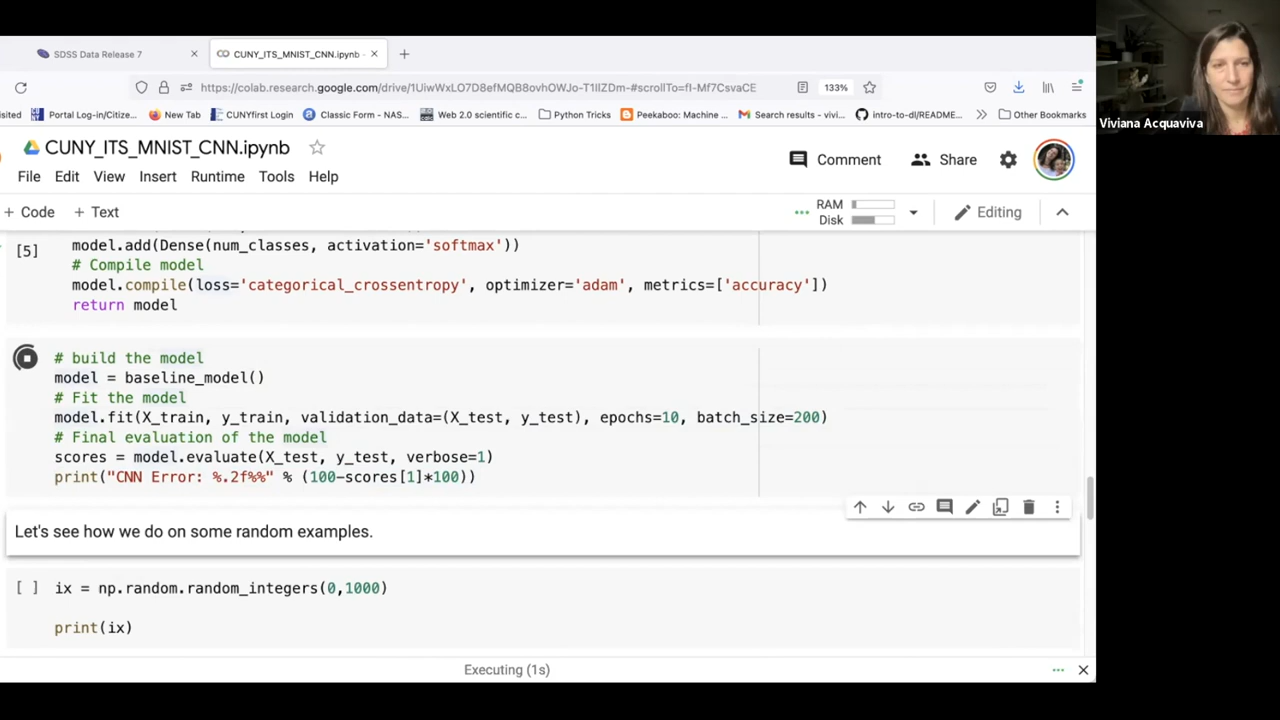 SDSS Data Release 7
CUNY_ITS_MNIST_CNN.ipynb -
https://colab.research.google.com/drive/1UiwWxLO7D8efMQB8ovhOWJo-T1IIZDm-#scrollTo=fI-Mf7CsvaCE
133%
isited
Portal Log-in/Citize...
New Tab
CUNYfirst Login
Classic Form - NAS...
Web 2.0 scientific c...
Python Tricks
Peekaboo: Machine ...
Search results - vivi...
intro-to-dl/README...
Other Bookmarks
Viviana Acquaviva
CUNY_ITS_MNIST_CNN.ipynb
Comment
Share
File Edit View Insert Runtime Tools Help
+ Code + Text
RAM
Disk
Editing
[5]
model.add(Dense(num_classes, activation='softmax'))
# Compile model
model.compile(loss='categorical_crossentropy', optimizer='adam', metrics=['accuracy'])
return model
# build the model
model = baseline_model()
# Fit the model
model.fit(X_train, y_train, validation_data=(X_test, y_test), epochs=10, batch_size=200)
# Final evaluation of the model
scores = model.evaluate(X_test, y_test, verbose=1)
print("CNN Error: %.2f%%" % (100-scores[1]*100))
Let's see how we do on some random examples.
[ ] ix = np.random.random_integers(0,1000)
print(ix)
Executing (1s)